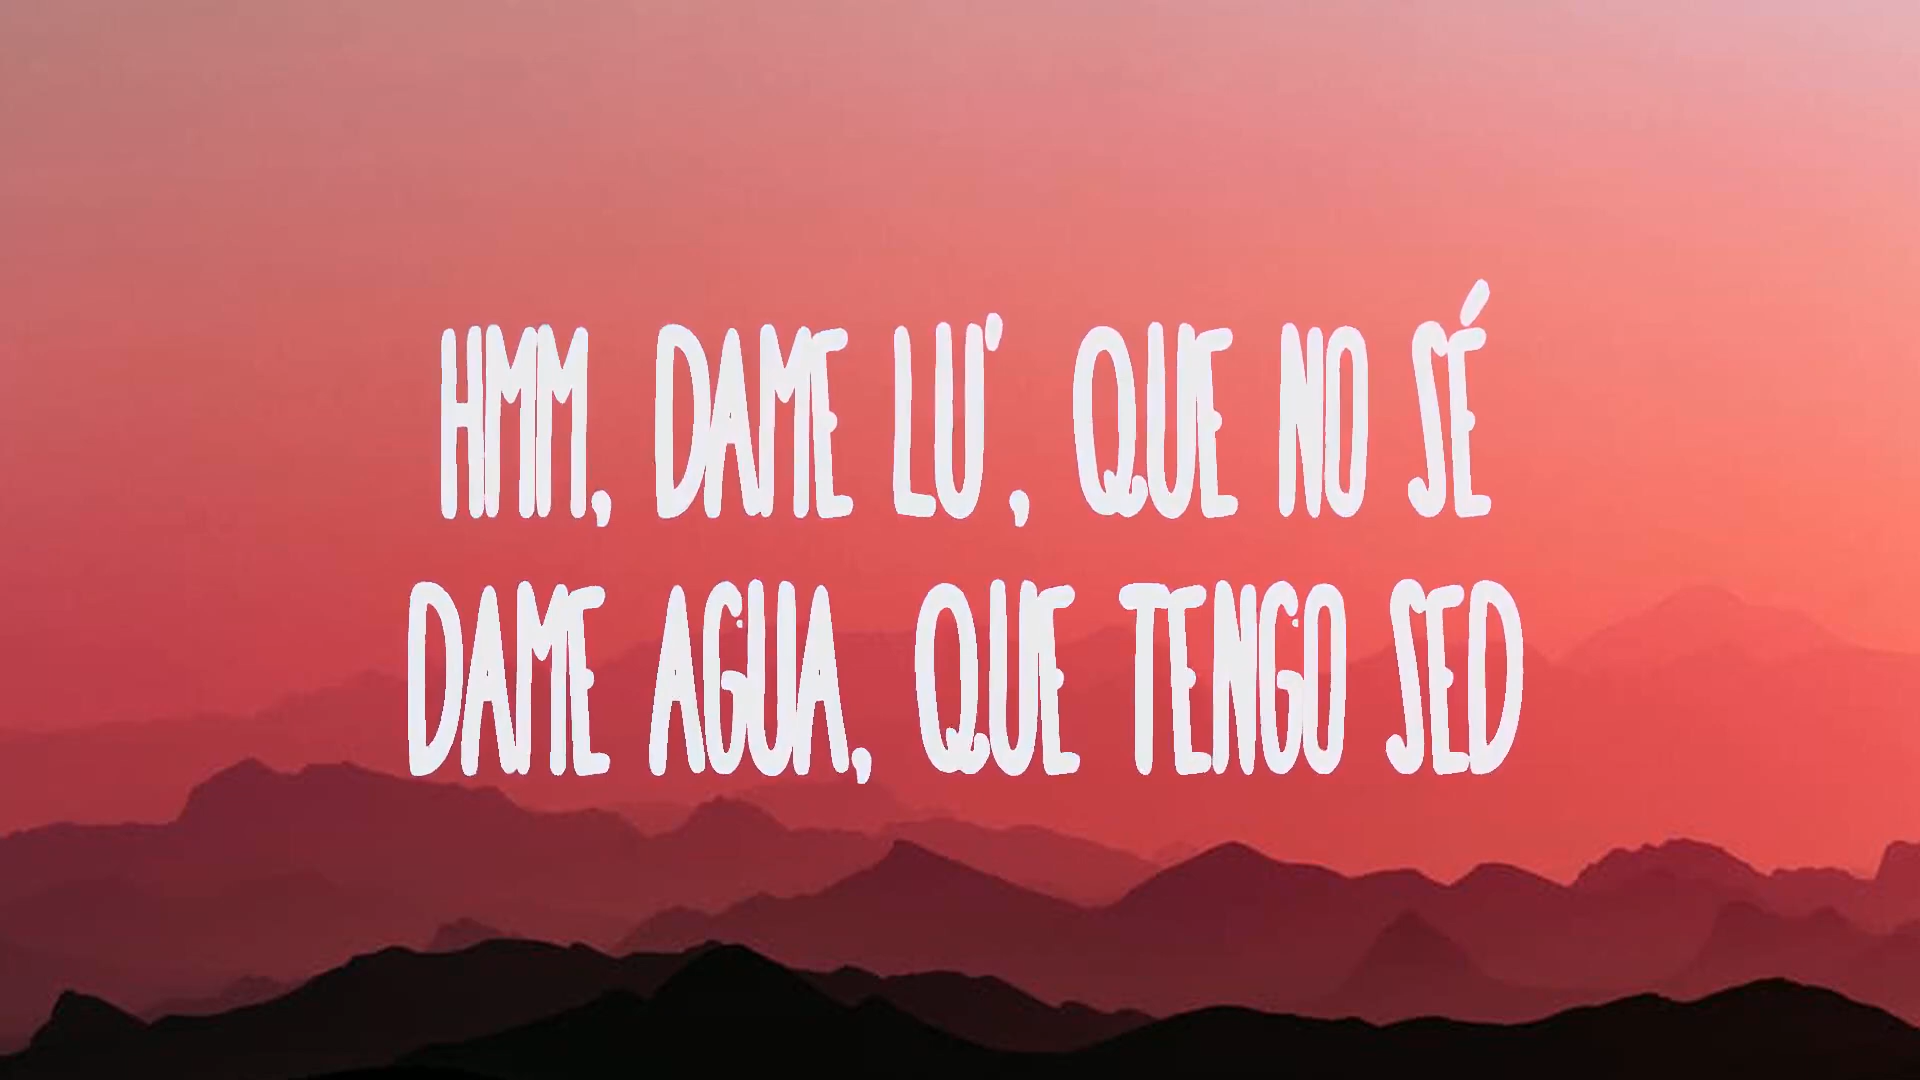 HMM, DAME LU', QUE NO SÉ
DAME AGUA, QUE TENGO SED